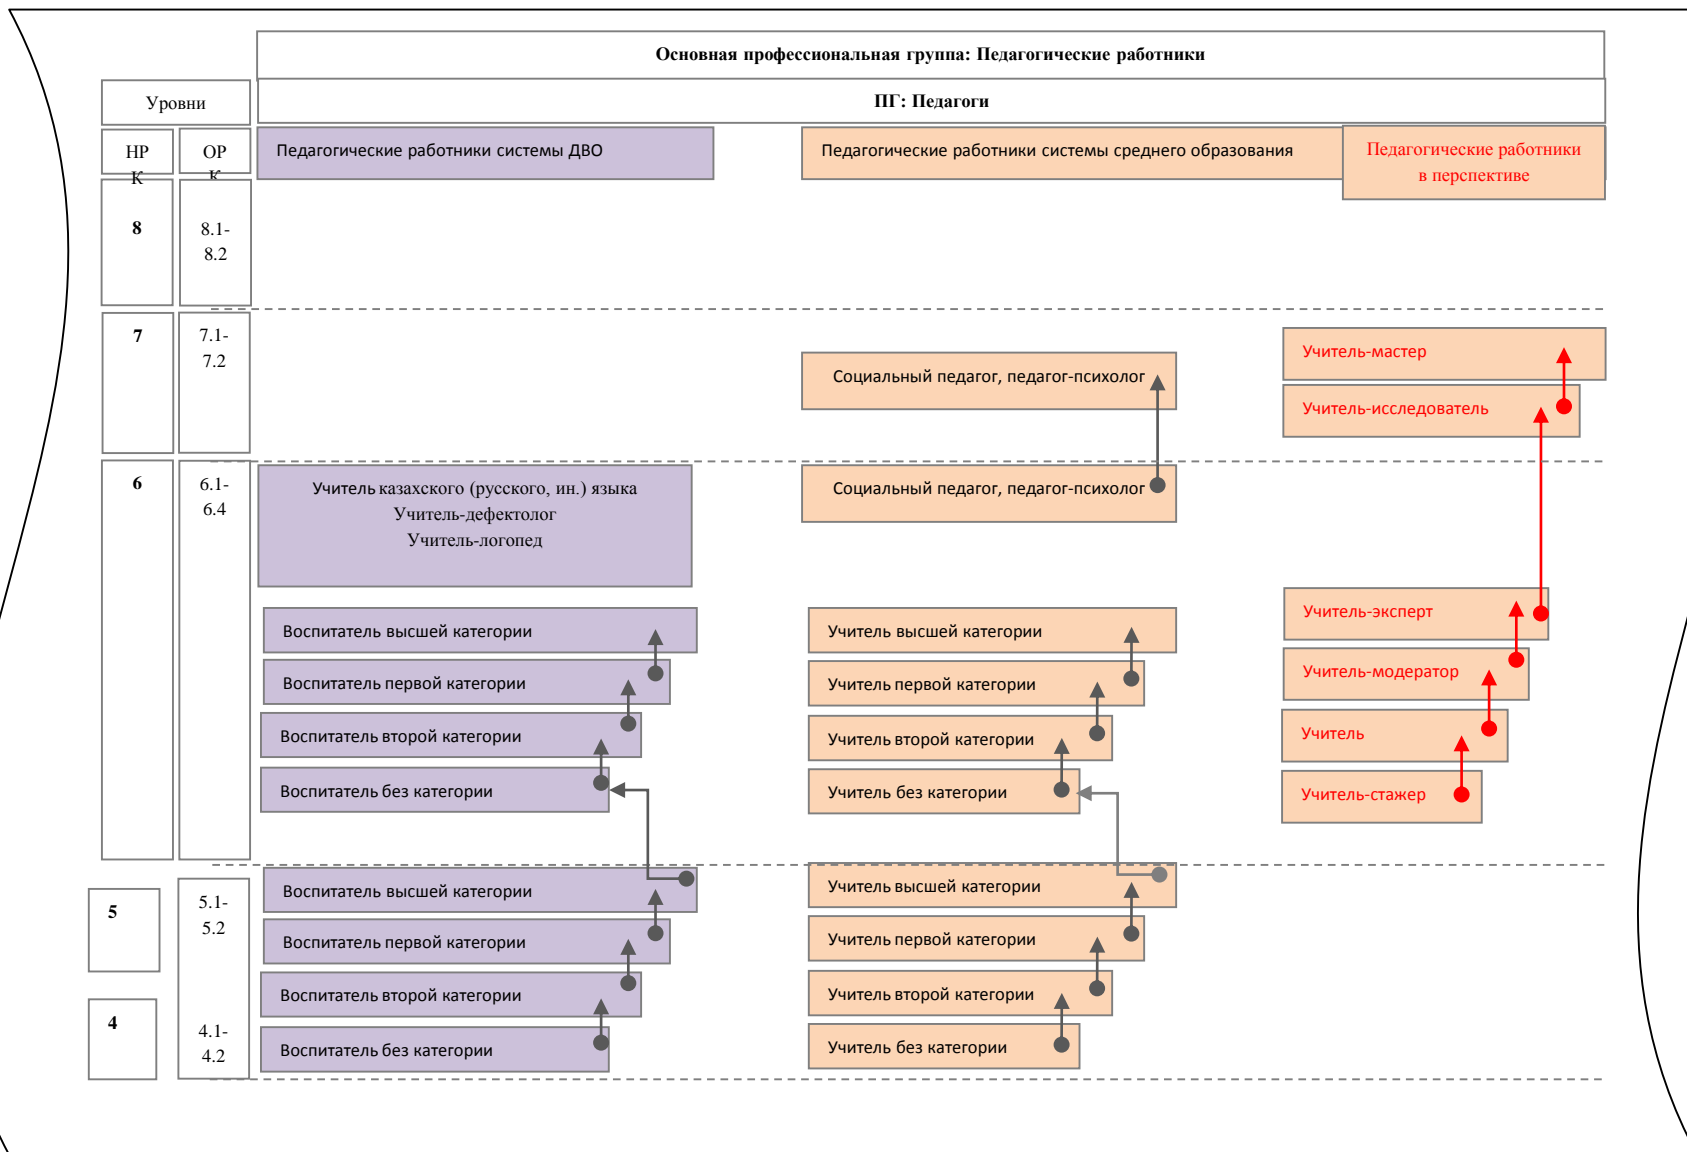 Основная профессиональная группа: Педагогические работники
Уровни
ПГ: Педагоги
НР
К
ОР
К
Педагогические работники системы ДВО
Педагогические работники системы среднего образования
Педагогические работники
в перспективе
8
8.1-
8.2
7
7.1-
7.2
Социальный педагог, педагог-психолог
Учитель-мастер
Учитель-исследователь
6
6.1-
6.4
Учитель казахского (русского, ин.) языка
Учитель-дефектолог
Учитель-логопед
Социальный педагог, педагог-психолог
Воспитатель высшей категории
Учитель высшей категории
Учитель-эксперт
Воспитатель первой категории
Учитель первой категории
Учитель-модератор
Воспитатель второй категории
Учитель второй категории
Учитель
Воспитатель без категории
Учитель без категории
Учитель-стажер
5
5.1-
5.2
Воспитатель высшей категории
Учитель высшей категории
Воспитатель первой категории
Учитель первой категории
Воспитатель второй категории
Учитель второй категории
4
4.1-
4.2
Воспитатель без категории
Учитель без категории